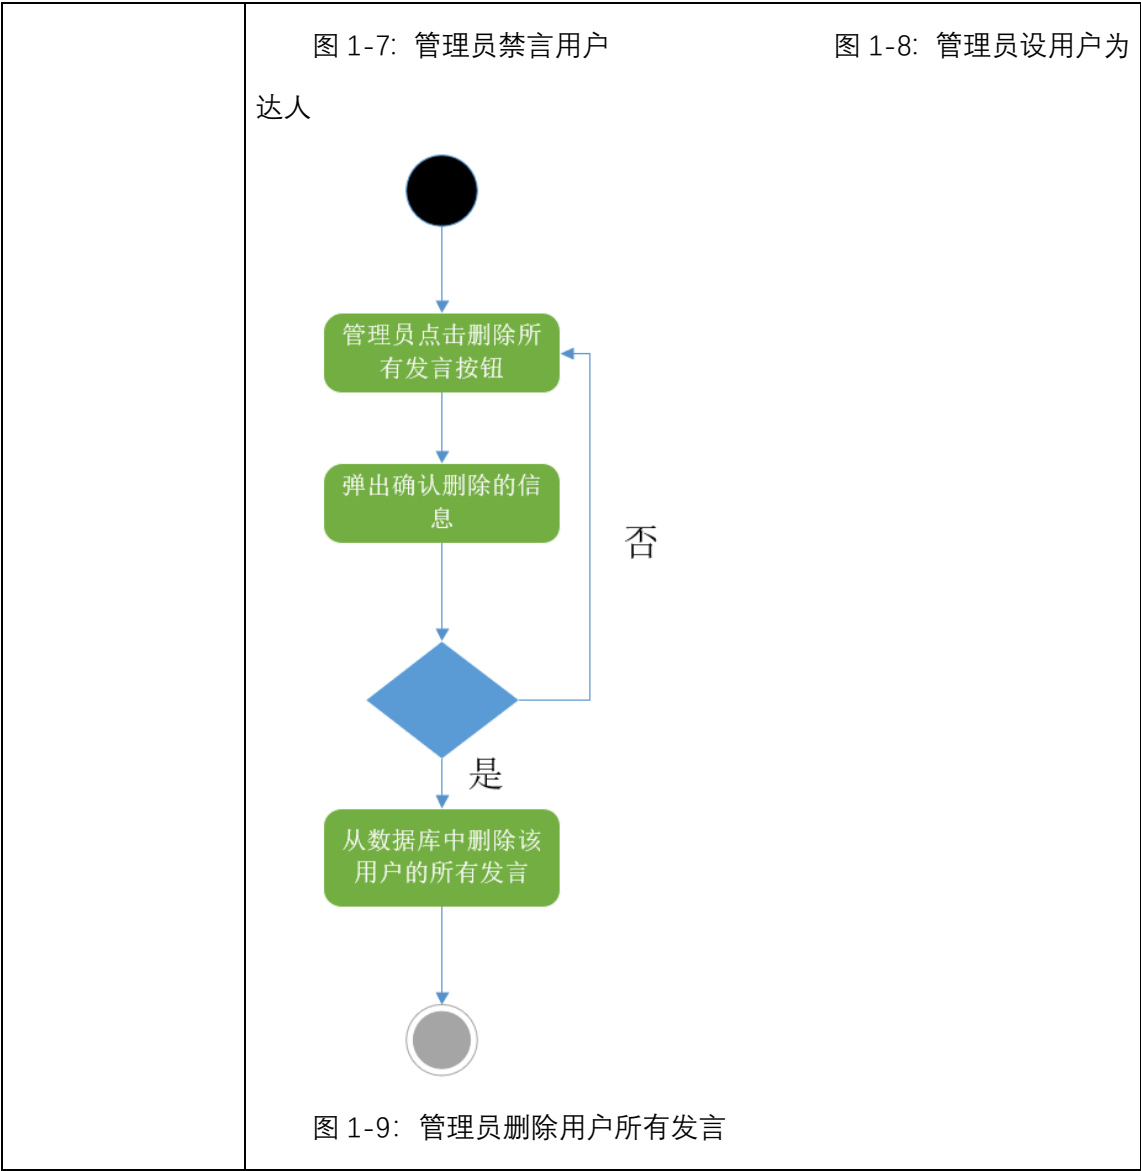 图 1-7: 管理员禁言用户 图 1-8: 管理员设用户为
达人
管理员点击删除所
有发言按钮
弹出确认删除的信
息
否
是
从数据库中删除该
用户的所有发言
图 1-9: 管理员删除用户所有发言